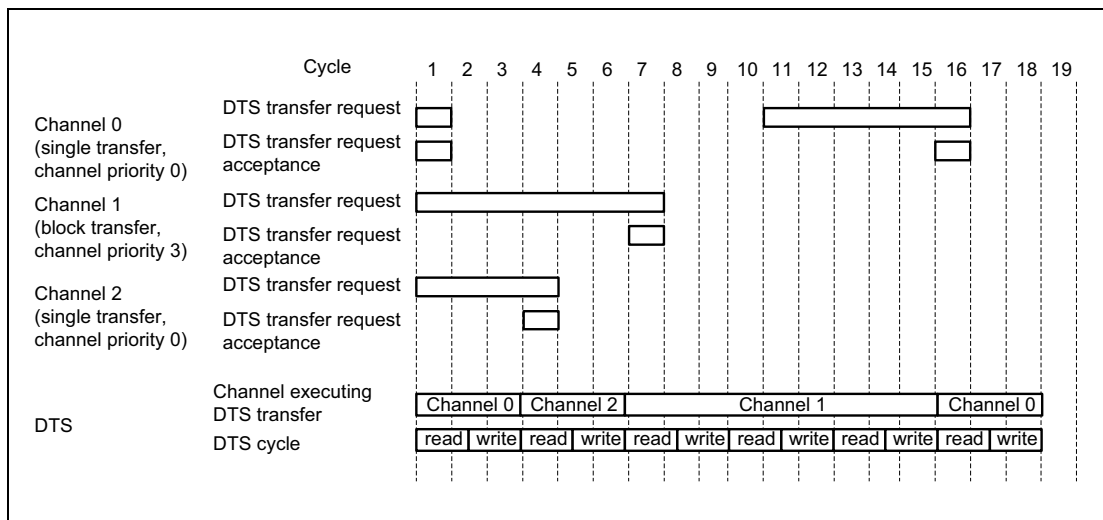 Cycle 1 2 3 4 5 6 7 8 9 10 11 12 13 14 15 16 17 18 19
Channel 0
(single transfer,
channel priority 0)
DTS transfer request
DTS transfer request
acceptance
Channel 1
(block transfer,
channel priority 3)
DTS transfer request
DTS transfer request
acceptance
Channel 2
(single transfer,
channel priority 0)
DTS transfer request
DTS transfer request
acceptance
DTS
Channel executing
DTS transfer
Channel 0 Channel 2 Channel 1 Channel 0
DTS cycle
read write read write read write read write read write read write